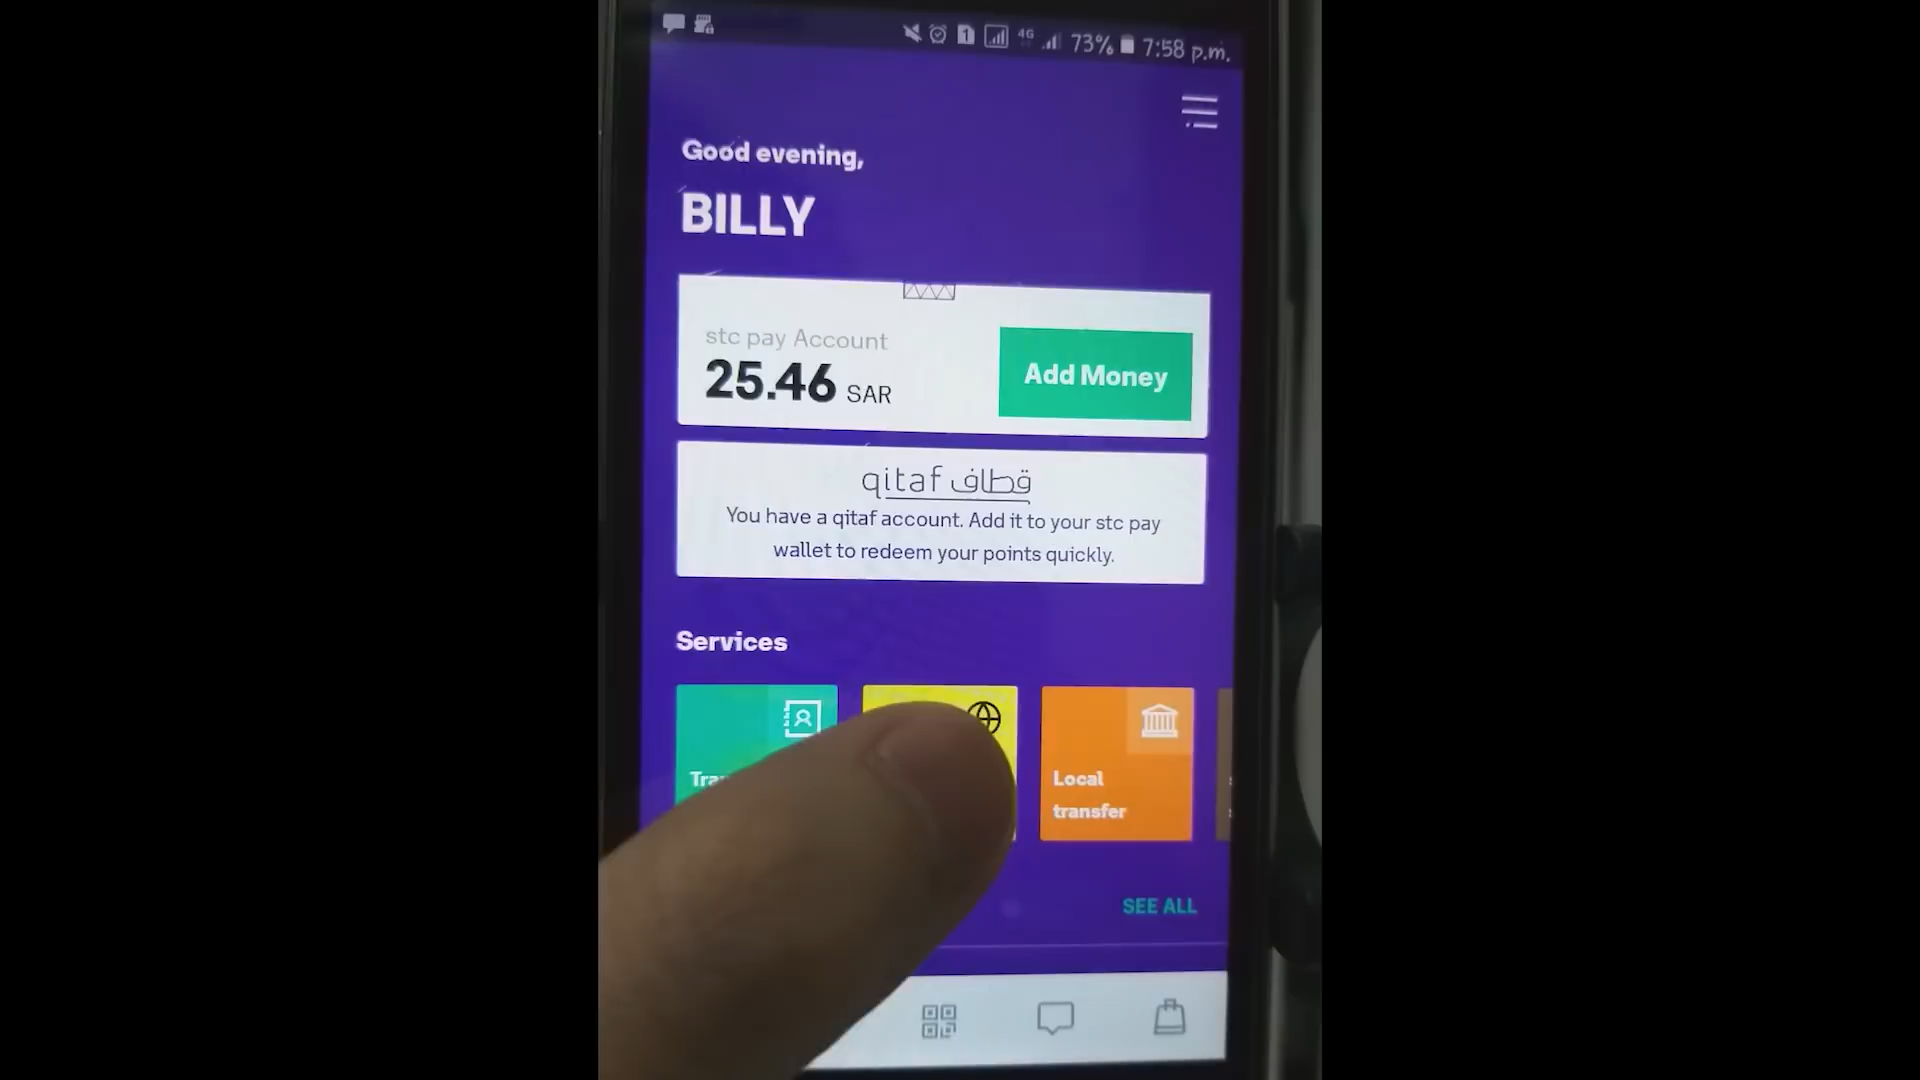 4G 73% 7:58 p.m.
Good evening,
BILLY
stc pay Account
25.46 SAR
Add Money
qitaf قطاف
You have a qitaf account. Add it to your stc pay
wallet to redeem your points quickly.
Services
Local
transfer
SEE ALL